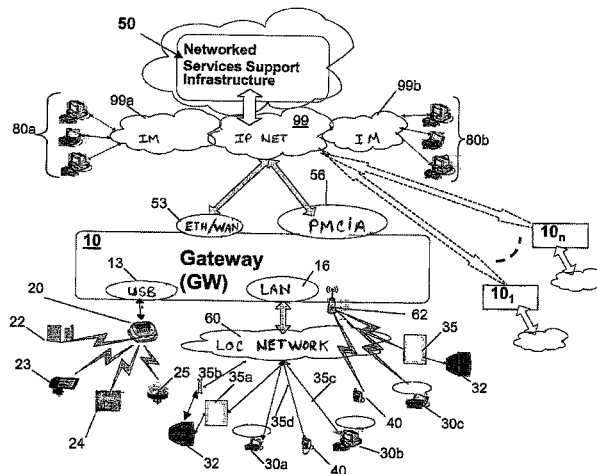 50
Networked
Services Support
Infrastructure
99a
99
99b
80a
IM
IP NET
IM
80b
53
56
ETH/WAN
PMCIA
10
13
Gateway
(GW)
16
USB
LAN
10n
101
20
60
62
22
LOC NETWORK
35
23
25
35b
35a
35c
32
24
35d
40
30c
32
30a
40
30b